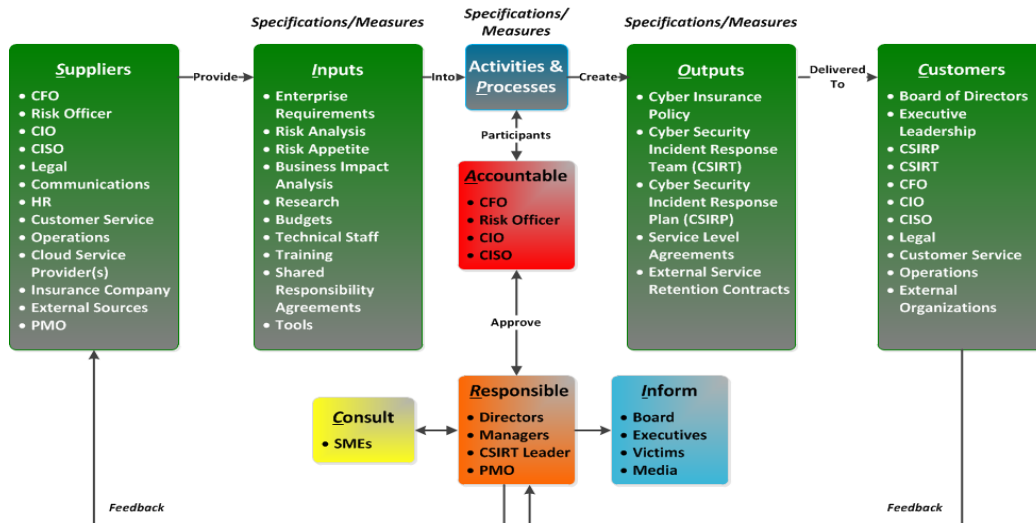 Specifications/Measures
Specifications/
Measures
Specifications/Measures
Suppliers
• CFO
• Risk Officer
• CIO
• CISO
• Legal
• Communications
• HR
• Customer Service
• Operations
• Cloud Service
Provider(s)
• Insurance Company
• External Sources
• PMO
Provide
Inputs
• Enterprise
Requirements
• Risk Analysis
• Risk Appetite
• Business Impact
Analysis
• Research
• Budgets
• Technical Staff
• Training
• Shared
Responsibility
Agreements
• Tools
Into
Activities &
Processes
Create
Outputs
• Cyber Insurance
Policy
• Cyber Security
Incident Response
Team (CSIRT)
• Cyber Security
Incident Response
Plan (CSIRP)
• Service Level
Agreements
• External Service
Retention Contracts
Delivered
To
Customers
• Board of Directors
• Executive
Leadership
• CSIRP
• CSIRT
• CFO
• CIO
• CISO
• Legal
• Customer Service
• Operations
• External
Organizations
Participants
Accountable
• CFO
• Risk Officer
• CIO
• CISO
Approve
Consult
• SMEs
Responsible
• Directors
• Managers
• CSIRT Leader
• PMO
Inform
• Board
• Executives
• Victims
• Media
Feedback
Feedback